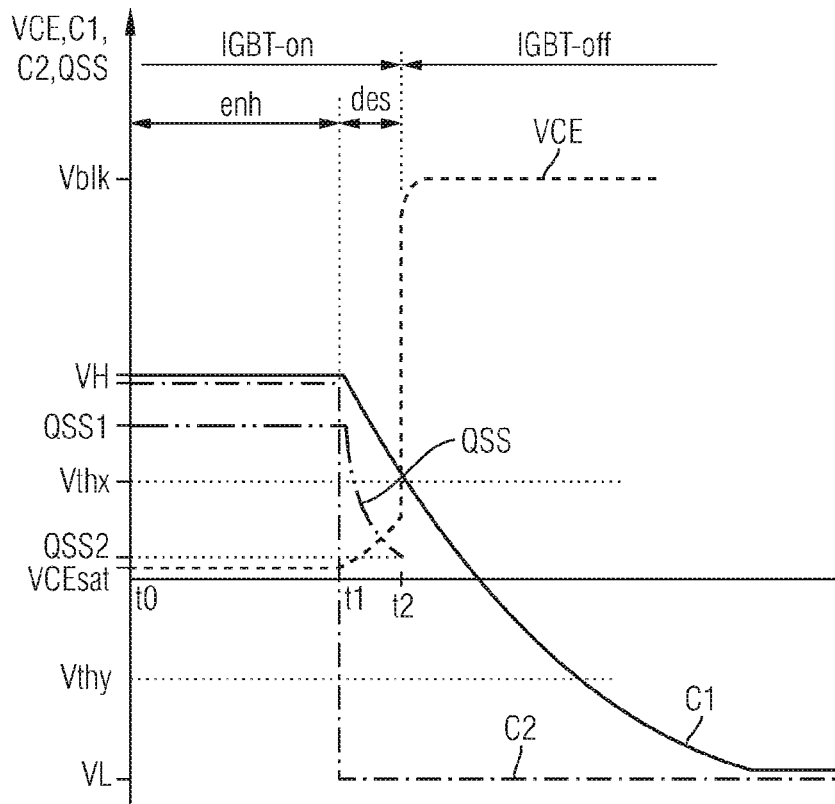 VCE,C1,
C2,QSS
IGBT-on
IGBT-off
enh
des
VCE
Vblk
VH
QSS1
QSS
Vthx
QSS2
VCEsat
t0
t1
t2
Vthy
C1
C2
VL